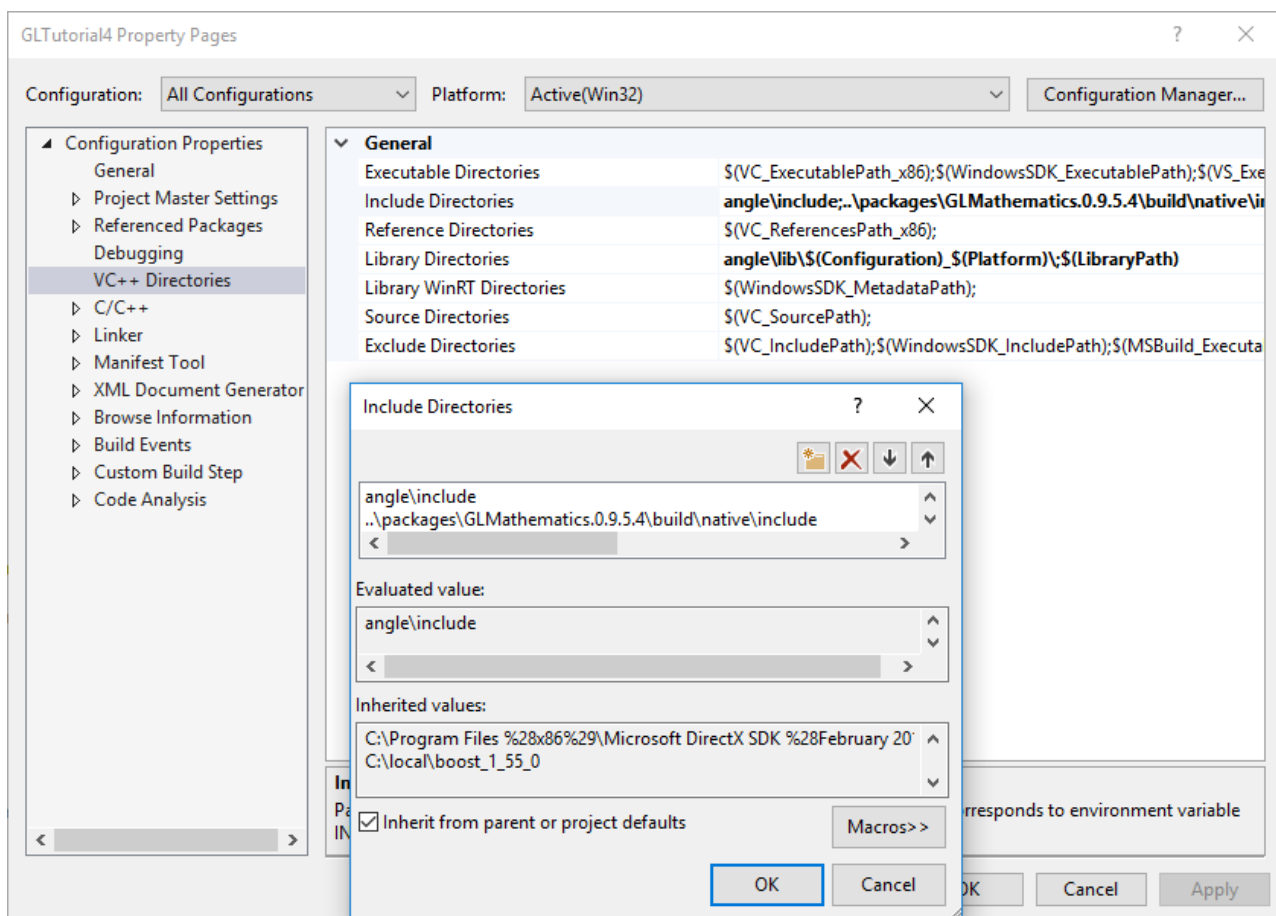 GLTutorial4 Property Pages
Configuration: All Configurations Platform: Active(Win32) Configuration Manager...
Configuration Properties
General
Project Master Settings
Referenced Packages
Debugging
VC++ Directories
C/C++
Linker
Manifest Tool
XML Document Generator
Browse Information
Build Events
Custom Build Step
Code Analysis
General
Executable Directories $(VC_ExecutablePath_x86);$(WindowsSDK_ExecutablePath);$(VS_Exe
Include Directories angle\include;..\packages\GLMathematics.0.9.5.4\build\native\in
Reference Directories $(VC_ReferencesPath_x86);
Library Directories angle\lib\$(Configuration)_$(Platform)\;$(LibraryPath)
Library WinRT Directories $(WindowsSDK_MetadataPath);
Source Directories $(VC_SourcePath);
Exclude Directories $(VC_IncludePath);$(WindowsSDK_IncludePath);$(MSBuild_Executa
Include Directories
angle\include
..\packages\GLMathematics.0.9.5.4\build\native\include
Evaluated value:
angle\include
Inherited values:
C:\Program Files %28x86%29\Microsoft DirectX SDK %28February 20
C:\local\boost_1_55_0
Inherit from parent or project defaults
Macros>>
OK Cancel
In
Pa rresponds to environment variable
IN
OK Cancel Apply